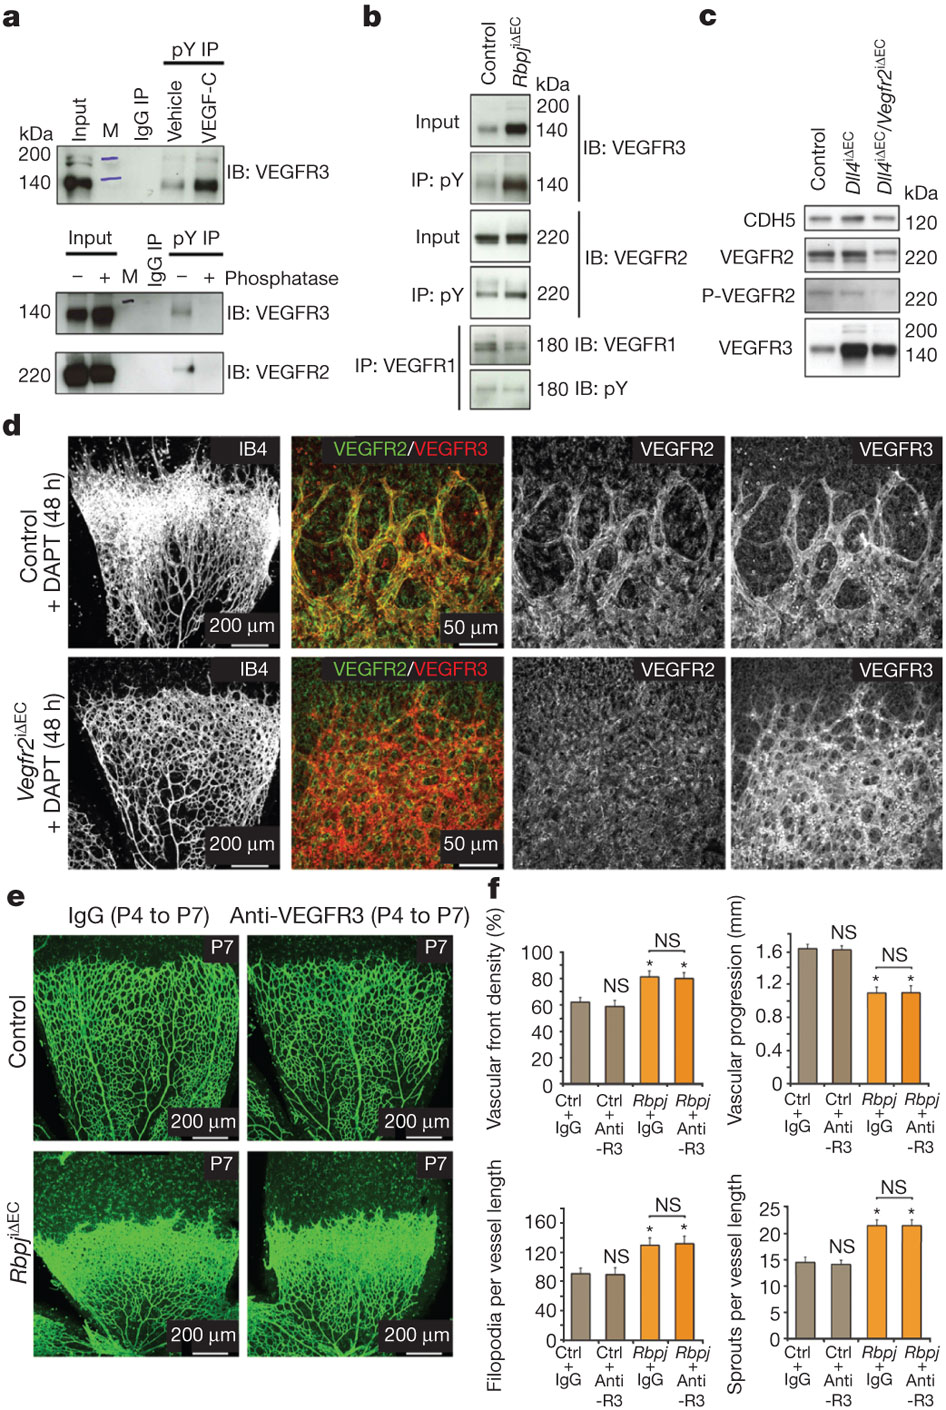 a
pY IP
kDa
Input
M
IgG IP
Vehicle
VEGF-C
200
140
IB: VEGFR3
Input
IgG IP
pY IP
– + M – + Phosphatase
140
IB: VEGFR3
220
IB: VEGFR2
b
Control
Rbpj iΔEC
kDa
Input
200
140
IP: pY
140
IB: VEGFR3
Input
220
IP: pY
220
IB: VEGFR2
IP: VEGFR1
180 IB: VEGFR1
180 IB: pY
c
Control
Dll4 iΔEC
Dll4 iΔEC/Vegfr2 iΔEC
kDa
CDH5
120
VEGFR2
220
P-VEGFR2
220
VEGFR3
200
140
d
Control
+ DAPT (48 h)
IB4
200 μm
VEGFR2/VEGFR3
50 μm
VEGFR2
VEGFR3
Vegfr2 iΔEC
+ DAPT (48 h)
IB4
200 μm
VEGFR2/VEGFR3
50 μm
VEGFR2
VEGFR3
e
IgG (P4 to P7)
Anti-VEGFR3 (P4 to P7)
Control
P7
200 μm
P7
200 μm
Rbpj iΔEC
P7
200 μm
P7
200 μm
f
Vascular front density (%)
100
80
60
40
20
0
NS
*
*
NS
Ctrl + IgG
Ctrl + Anti -R3
Rbpj + IgG
Rbpj + Anti -R3
Vascular progression (mm)
1.6
1.2
0.8
0.4
0
NS
*
*
NS
Ctrl + IgG
Ctrl + Anti -R3
Rbpj + IgG
Rbpj + Anti -R3
Filopodia per vessel length
160
120
80
40
0
NS
*
*
NS
Ctrl + IgG
Ctrl + Anti -R3
Rbpj + IgG
Rbpj + Anti -R3
Sprouts per vessel length
25
20
15
10
5
0
NS
*
*
NS
Ctrl + IgG
Ctrl + Anti -R3
Rbpj + IgG
Rbpj + Anti -R3